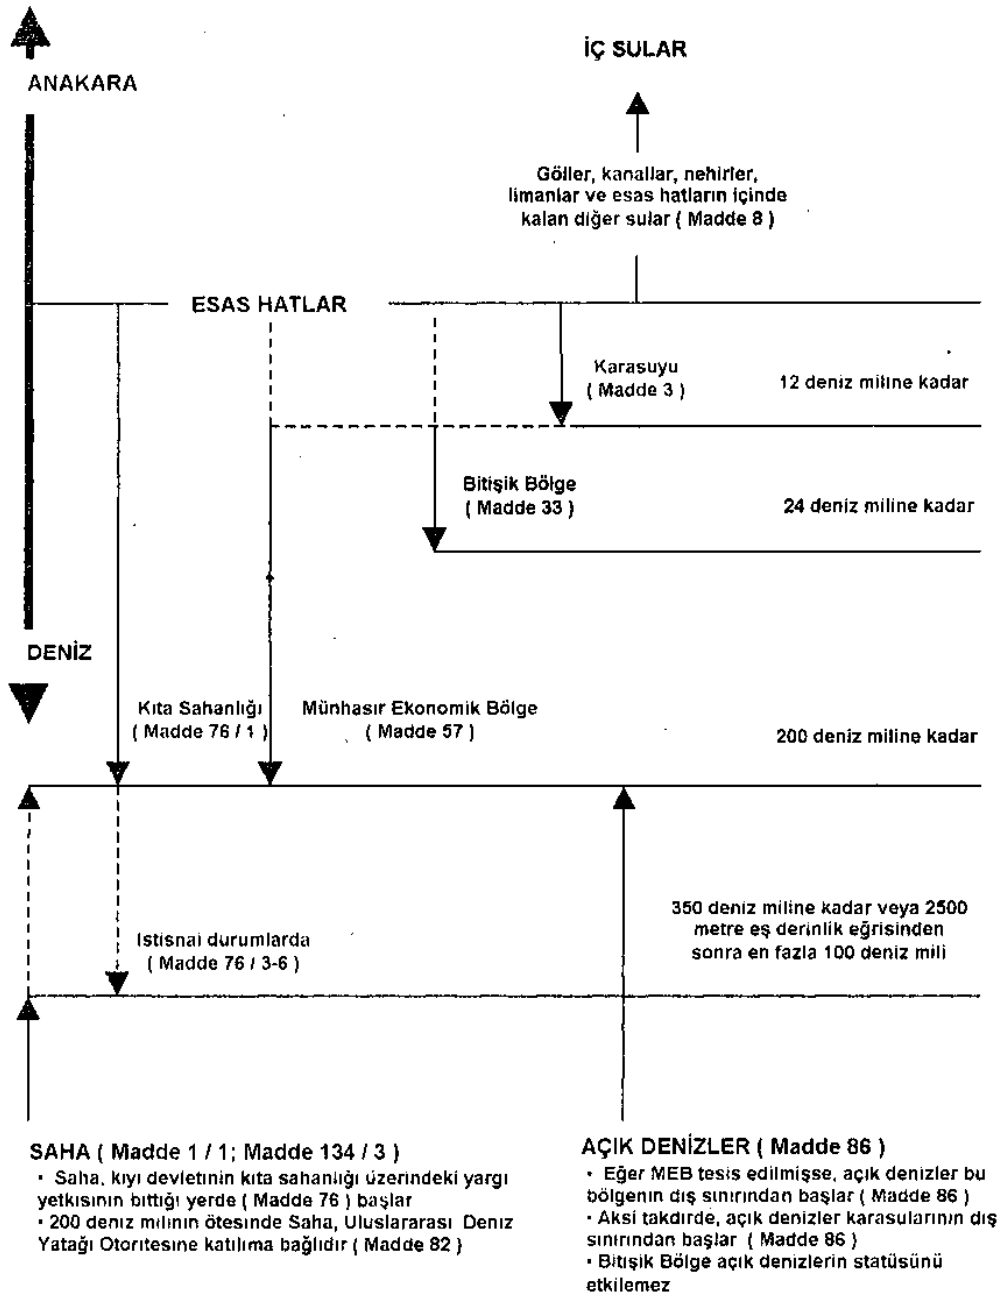 ANAKARA
İÇ SULAR
Göller, kanallar, nehirler,
limanlar ve esas hatların içinde
kalan diğer sular ( Madde 8 )
ESAS HATLAR
Karasuyu
( Madde 3 )
12 deniz miline kadar
Bitişik Bölge
( Madde 33 )
24 deniz miline kadar
DENİZ
Kıta Sahanlığı
( Madde 76 / 1 )
Münhasır Ekonomik Bölge
( Madde 57 )
200 deniz miline kadar
350 deniz miline kadar veya 2500
metre eş derinlik eğrisinden
sonra en fazla 100 deniz mili
Istisnai durumlarda
( Madde 76 / 3-6 )
SAHA ( Madde 1 / 1; Madde 134 / 3 )
• Saha, kıyı devletinin kıta sahanlığı üzerindeki yargı
yetkisinin bittiği yerde ( Madde 76 ) başlar
• 200 deniz milinin ötesinde Saha, Uluslararası Deniz
Yatağı Otoritesine katılıma bağlıdır ( Madde 82 )
AÇIK DENİZLER ( Madde 86 )
• Eğer MEB tesis edilmişse, açık denizler bu
bölgenin dış sınırından başlar ( Madde 86 )
• Aksi takdirde, açık denizler karasularının dış
sınırından başlar ( Madde 86 )
• Bitişik Bölge açık denizlerin statüsünü
etkilemez